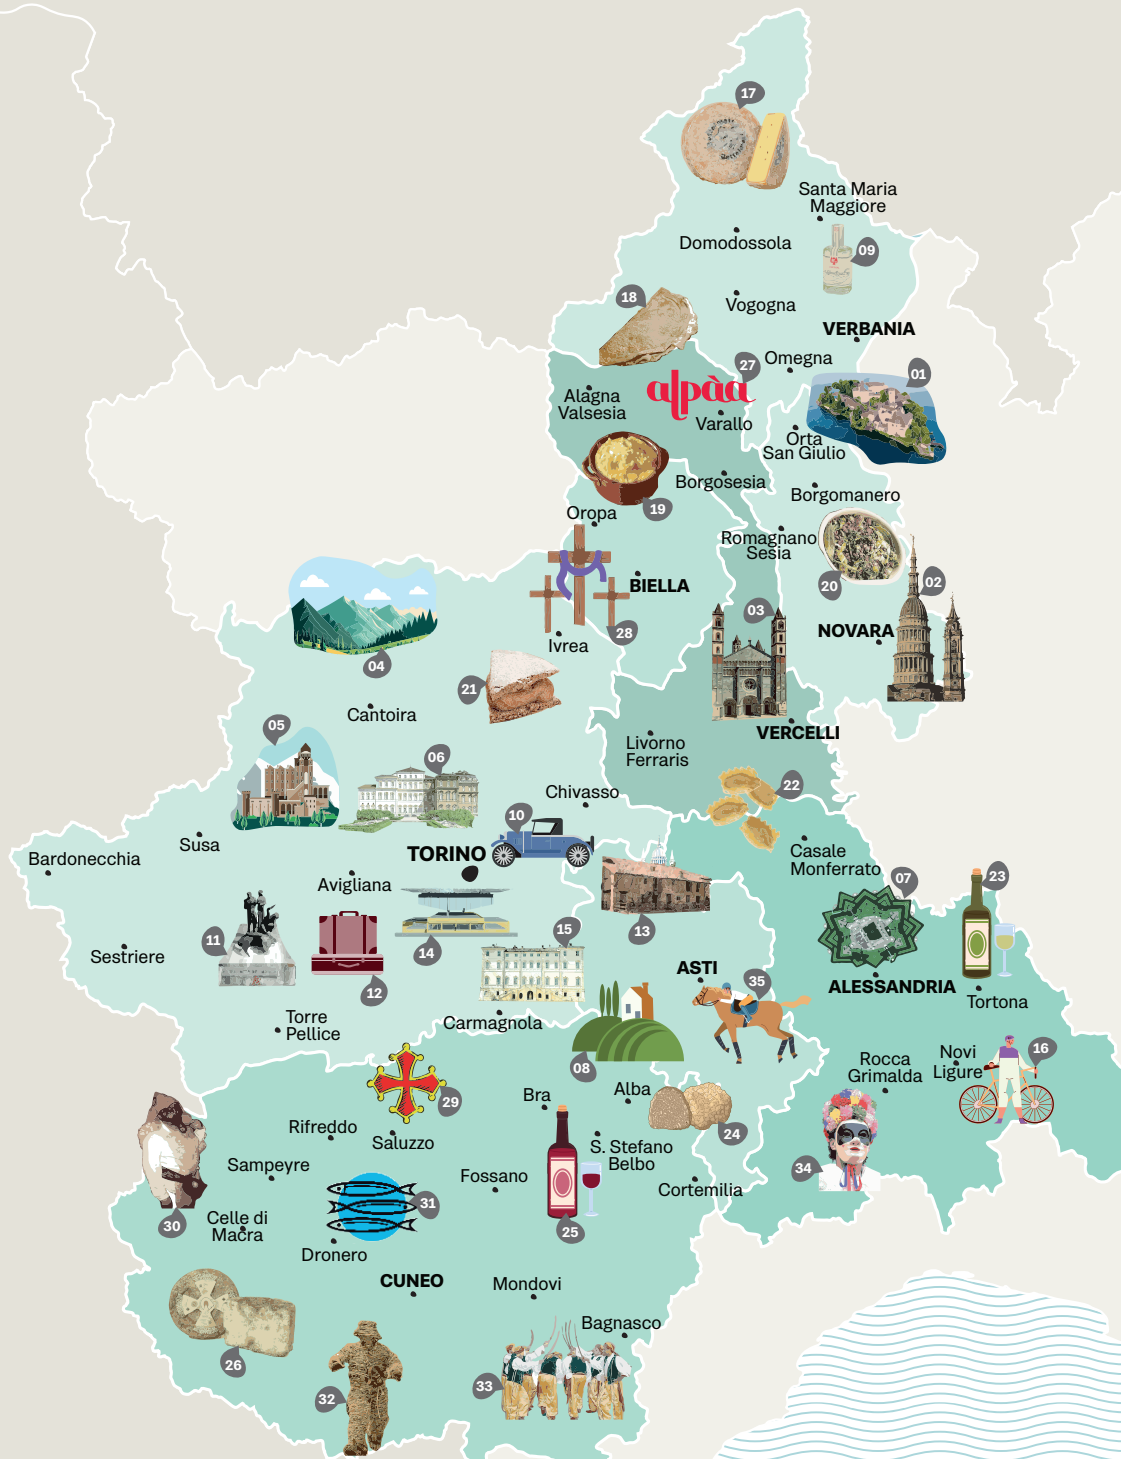 17
Santa Maria
Maggiore
Domodossola
09
18
Vogogna
VERBANIA
27
Omegna
01
alpàa
Alagna
Valsesia
Varallo
Orta
San Giulio
Borgosesia
Borgomanero
19
Oropa
Romagnano
Sesia
20
02
BIELLA
03
28
NOVARA
Ivrea
04
21
Cantoira
05
VERCELLI
Livorno
Ferraris
06
22
Chivasso
10
Susa
TORINO
Bardonecchia
Casale
Monferrato
Avigliana
07
23
11
14
15
13
Sestriere
ASTI
12
35
ALESSANDRIA
Tortona
Torre
Pellice
Carmagnola
08
Rocca
Grimalda
Novi
Ligure
16
29
Bra
Alba
24
Rifreddo
Saluzzo
S. Stefano
Belbo
Sampeyre
Fossano
34
Cortemilia
31
30
Celle di
Macra
25
Dronero
CUNEO
Mondovi
Bagnasco
26
32
33